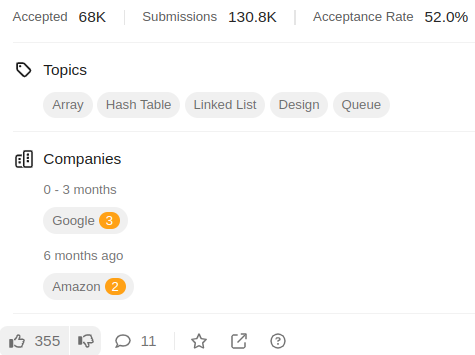 Accepted 68K Submissions 130.8K Acceptance Rate 52.0%
Topics
Array Hash Table Linked List Design Queue
Companies
0 - 3 months
Google 3
6 months ago
Amazon 2
355 11